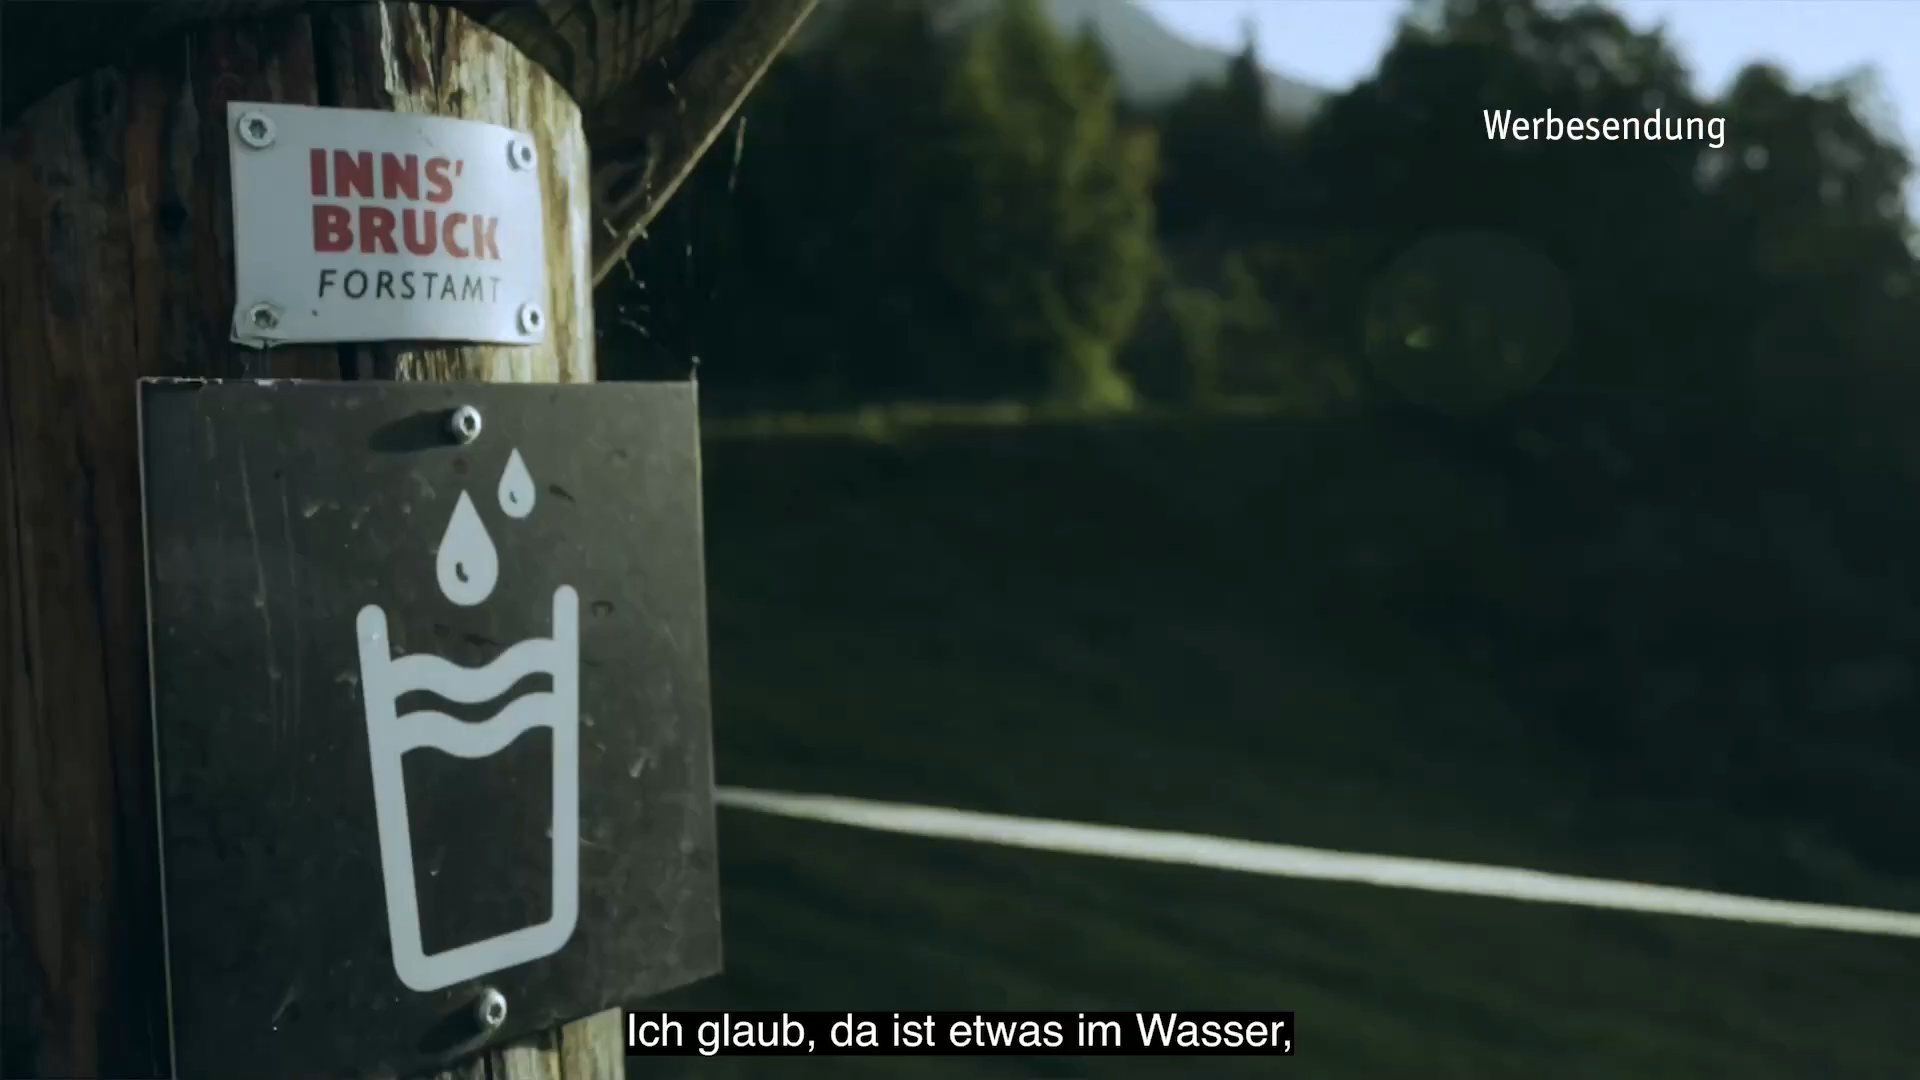 Werbesendung
INNS'
BRUCK
FORSTAMT
Ich glaub, da ist etwas im Wasser,